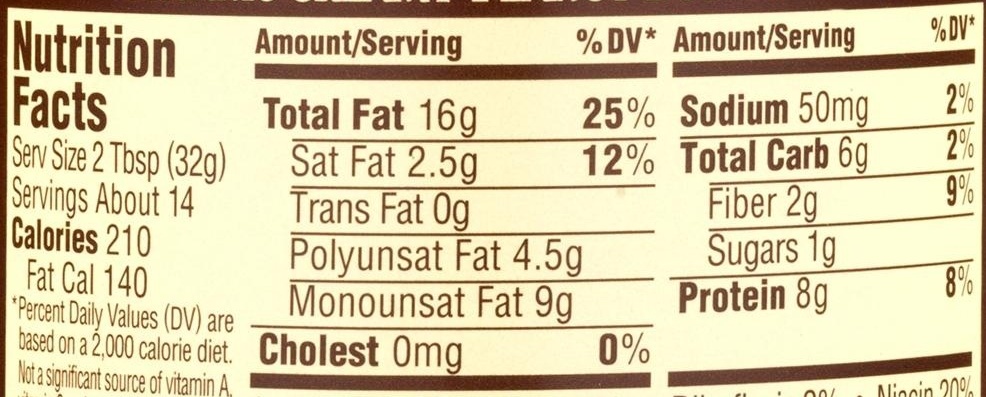 Nutrition
Facts
Serv Size 2 Tbsp (32g)
Servings About 14
Calories 210
Fat Cal 140
*Percent Daily Values (DV) are
based on a 2,000 calorie diet.
Not a significant source of vitamin A,
Amount/Serving % DV*
Total Fat 16g 25%
Sat Fat 2.5g 12%
Trans Fat 0g
Polyunsat Fat 4.5g
Monounsat Fat 9g
Cholest 0mg 0%
Amount/Serving % DV*
Sodium 50mg 2%
Total Carb 6g 2%
Fiber 2g 9%
Sugars 1g
Protein 8g 8%
Niacin 20%